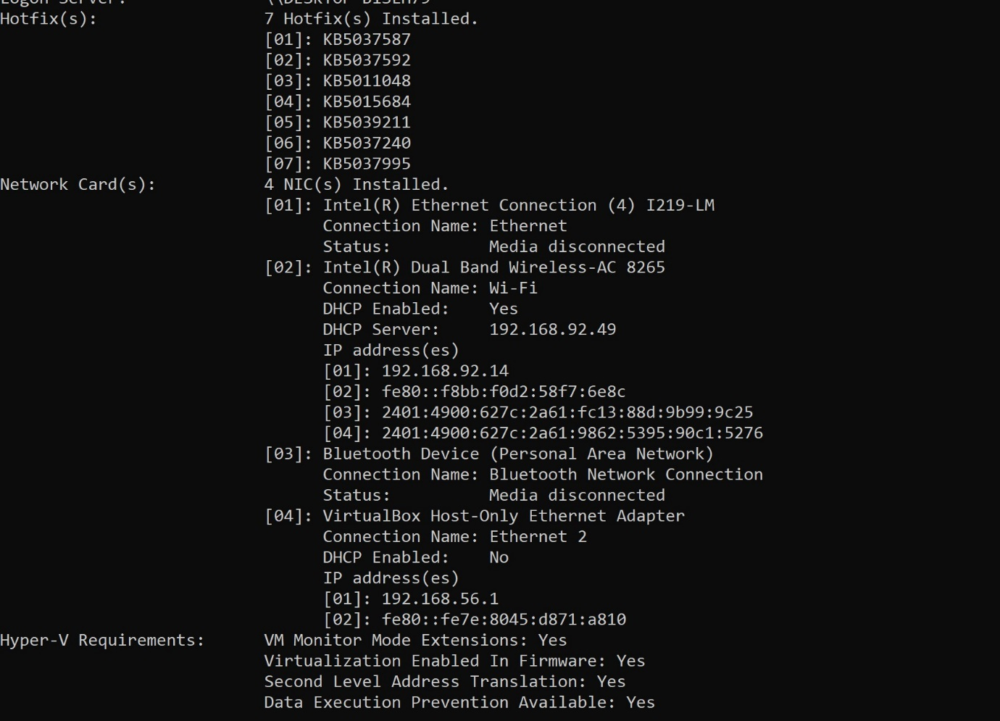 Logon Server:
Hotfix(s):                 7 Hotfix(s) Installed.
                           [01]: KB5037587
                           [02]: KB5037592
                           [03]: KB5011048
                           [04]: KB5015684
                           [05]: KB5039211
                           [06]: KB5037240
                           [07]: KB5037995
Network Card(s):           4 NIC(s) Installed.
                           [01]: Intel(R) Ethernet Connection (4) I219-LM
                                 Connection Name: Ethernet
                                 Status:          Media disconnected
                           [02]: Intel(R) Dual Band Wireless-AC 8265
                                 Connection Name: Wi-Fi
                                 DHCP Enabled:    Yes
                                 DHCP Server:     192.168.92.49
                                 IP address(es)
                                 [01]: 192.168.92.14
                                 [02]: fe80::f8bb:f0d2:58f7:6e8c
                                 [03]: 2401:4900:627c:2a61:fc13:88d:9b99:9c25
                                 [04]: 2401:4900:627c:2a61:9862:5395:90c1:5276
                           [03]: Bluetooth Device (Personal Area Network)
                                 Connection Name: Bluetooth Network Connection
                                 Status:          Media disconnected
                           [04]: VirtualBox Host-Only Ethernet Adapter
                                 Connection Name: Ethernet 2
                                 DHCP Enabled:    No
                                 IP address(es)
                                 [01]: 192.168.56.1
                                 [02]: fe80::fe7e:8045:d871:a810
Hyper-V Requirements:      VM Monitor Mode Extensions: Yes
                           Virtualization Enabled In Firmware: Yes
                           Second Level Address Translation: Yes
                           Data Execution Prevention Available: Yes